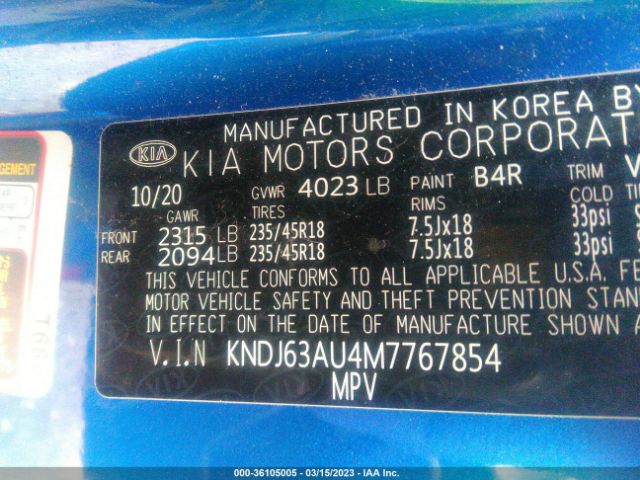 MANUFACTURED IN KOREA BY
KIA KIA MOTORS CORPORAT
10/20 GVWR 4023 LB PAINT B4R TRIM V
GAWR TIRES RIMS COLD
FRONT 2315 LB 235/45R18 7.5Jx18 33psi
REAR 2094 LB 235/45R18 7.5Jx18 33psi
THIS VEHICLE CONFORMS TO ALL APPLICABLE U.S.A. FE
MOTOR VEHICLE SAFETY AND THEFT PREVENTION STAN
IN EFFECT ON THE DATE OF MANUFACTURE SHOWN
V.I.N KNDJ63AU4M7767854
MPV
000-36105005 - 03/15/2023 - IAA Inc.